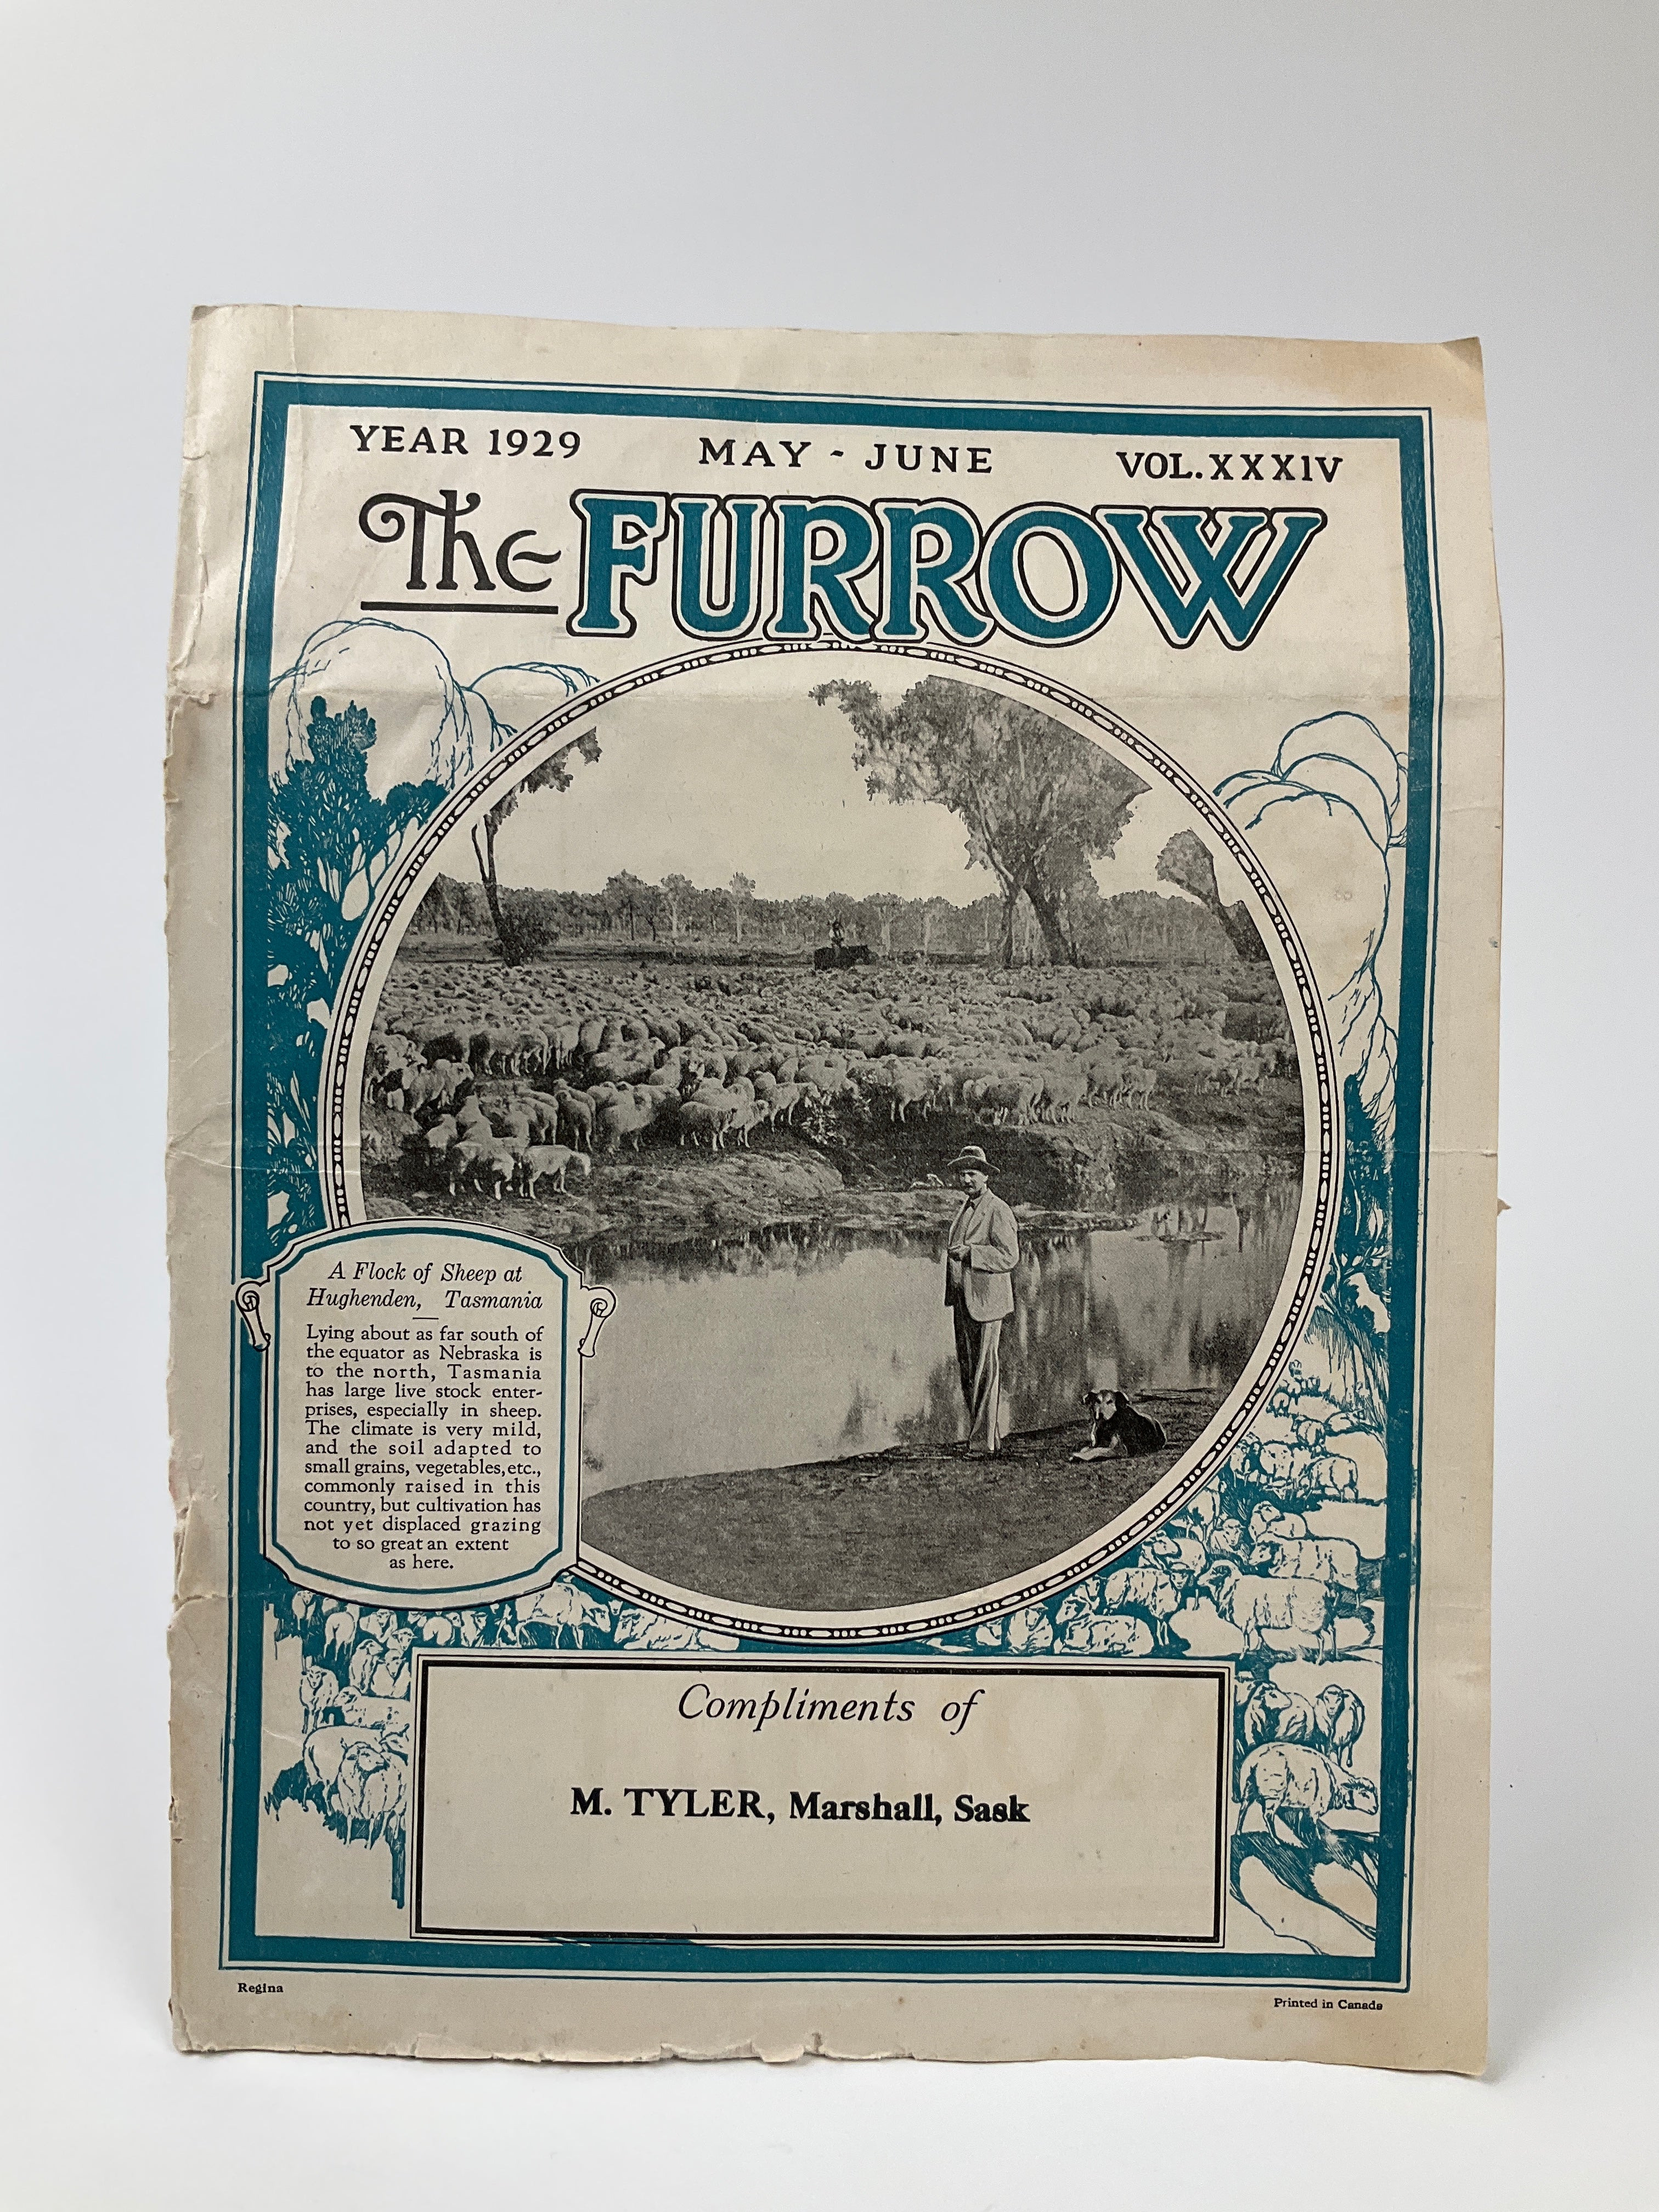 YEAR 1929 MAY - JUNE VOL. XXXIV
The FURROW
A Flock of Sheep at
Hughenden, Tasmania
Lying about as far south of
the equator as Nebraska is
to the north, Tasmania
has large live stock enter-
prises, especially in sheep.
The climate is very mild,
and the soil adapted to
small grains, vegetables, etc.,
commonly raised in this
country, but cultivation has
not yet displaced grazing
to so great an extent
as here.
Compliments of
M. TYLER, Marshall, Sask
Regina
Printed in Canada